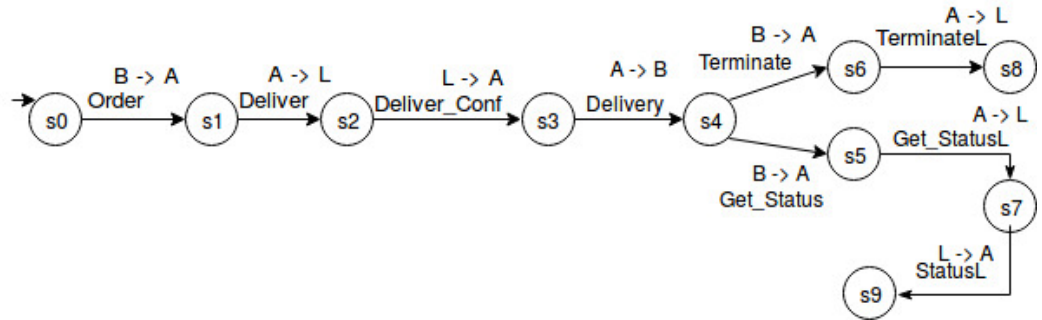 s0
B -> A
Order
s1
A -> L
Deliver
s2
L -> A
Deliver_Conf
s3
A -> B
Delivery
s4
B -> A
Terminate
s6
A -> L
TerminateL
s8
B -> A
Get_Status
s5
A -> L
Get_StatusL
s7
L -> A
StatusL
s9